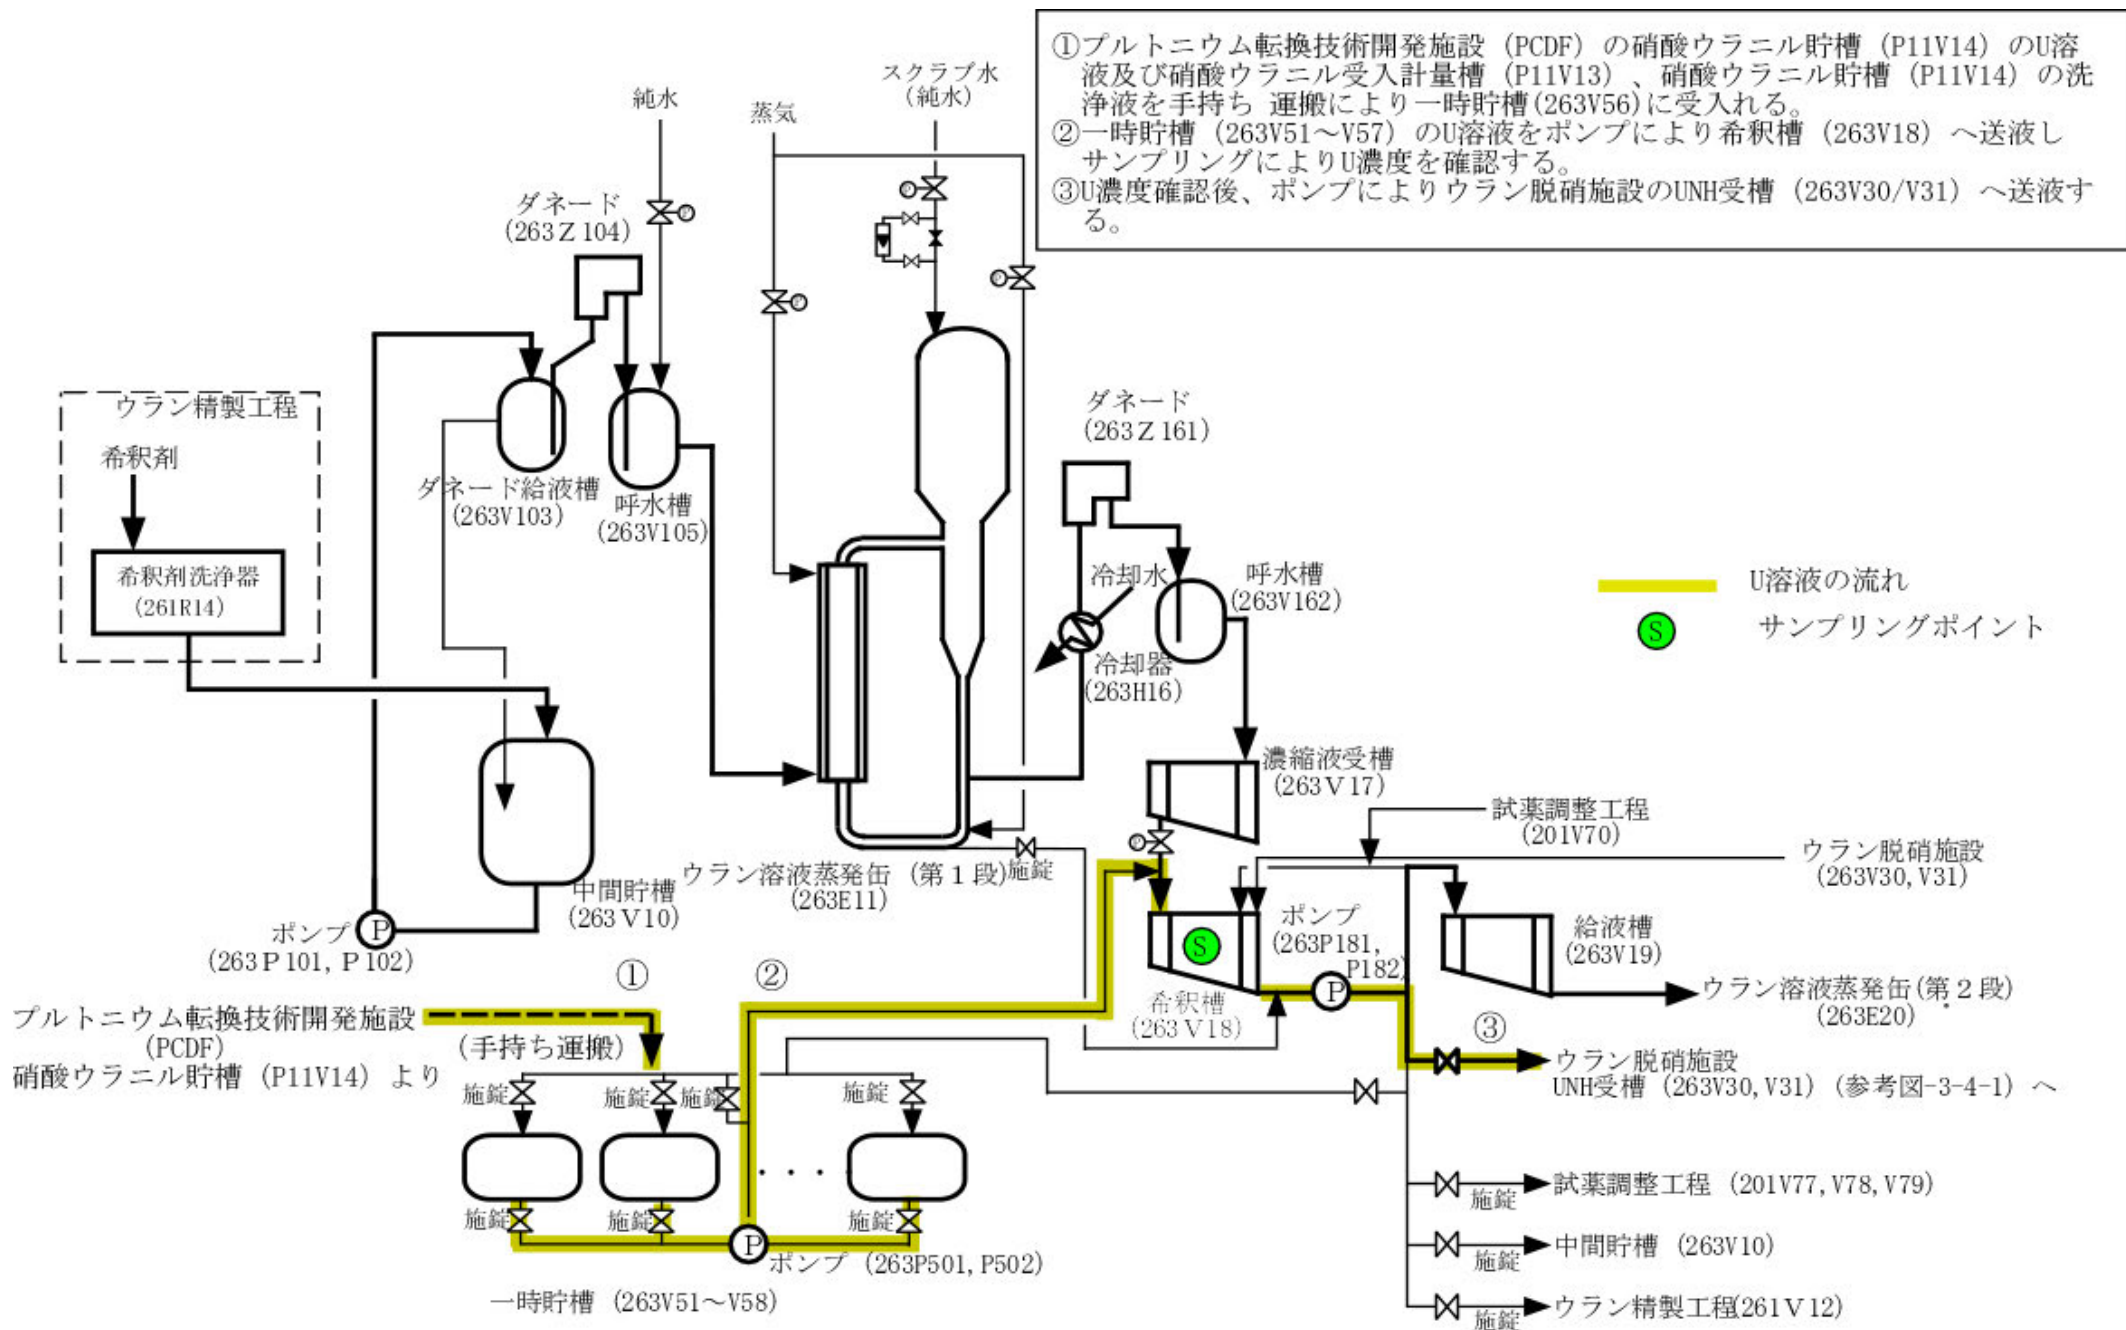 ①プルトニウム転換技術開発施設（PCDF）の硝酸ウラニル貯槽（P11V14）のU溶
液及び硝酸ウラニル受入計量槽（P11V13）、硝酸ウラニル貯槽（P11V14）の洗
浄液を手持ち 運搬により一時貯槽(263V56)に受入れる。
②一時貯槽（263V51～V57）のU溶液をポンプにより希釈槽（263V18）へ送液し
サンプリングによりU濃度を確認する。
③U濃度確認後、ポンプによりウラン脱硝施設のUNH受槽（263V30/V31）へ送液す
る。
スクラブ水
（純水）
純水
蒸気
ダネード
(263Z104)
P
P
P
P
ウラン精製工程
希釈剤
希釈剤洗浄器
(261R14)
ダネード給液槽
(263V103)
呼水槽
(263V105)
ダネード
(263Z161)
冷却水
呼水槽
(263V162)
冷却器
(263H16)
U溶液の流れ
S
サンプリングポイント
濃縮液受槽
(263V17)
P
試薬調整工程
(201V70)
ウラン脱硝施設
(263V30,V31)
中間貯槽
(263V10)
P
ポンプ
(263P101,P102)
ウラン溶液蒸発缶（第１段）
(263E11)
施錠
S
ポンプ
(263P181,
P182)
P
希釈槽
(263V18)
給液槽
(263V19)
ウラン溶液蒸発缶(第２段)
(263E20)
①
②
③
プルトニウム転換技術開発施設
(PCDF)
硝酸ウラニル貯槽（P11V14）より
(手持ち運搬)
ウラン脱硝施設
UNH受槽（263V30,V31）(参考図-3-4-1) へ
施錠
施錠
施錠
施錠
・・・・
施錠
施錠
施錠
P
ポンプ（263P501,P502）
一時貯槽（263V51～V58）
施錠
試薬調整工程（201V77,V78,V79）
施錠
中間貯槽（263V10）
施錠
ウラン精製工程(261V12)